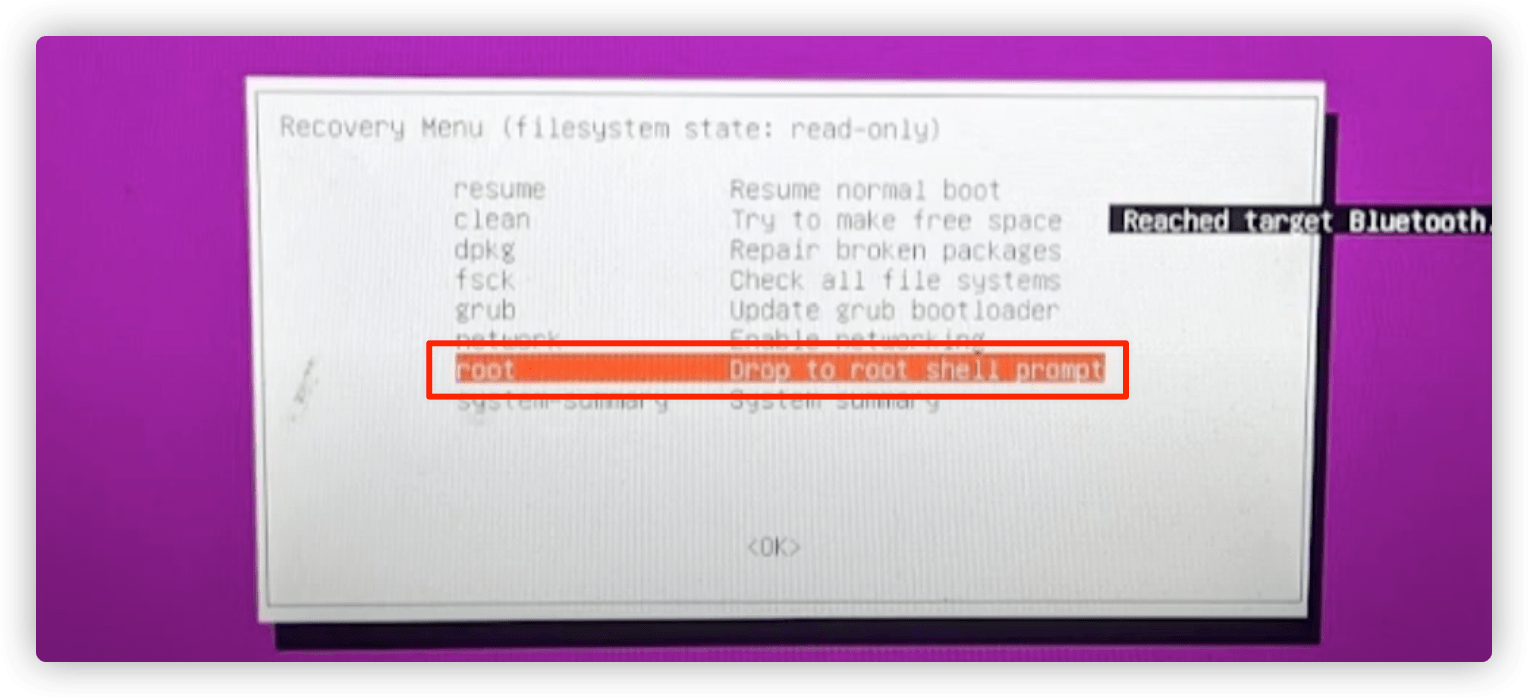 Recovery Menu (filesystem state: read-only)
resume Resume normal boot
clean Try to make free space
Reached target Bluetooth.
dpkg Repair broken packages
fsck Check all file systems
grub Update grub bootloader
network Enable networking
root Drop to root shell prompt
system-summary System summary
<OK>